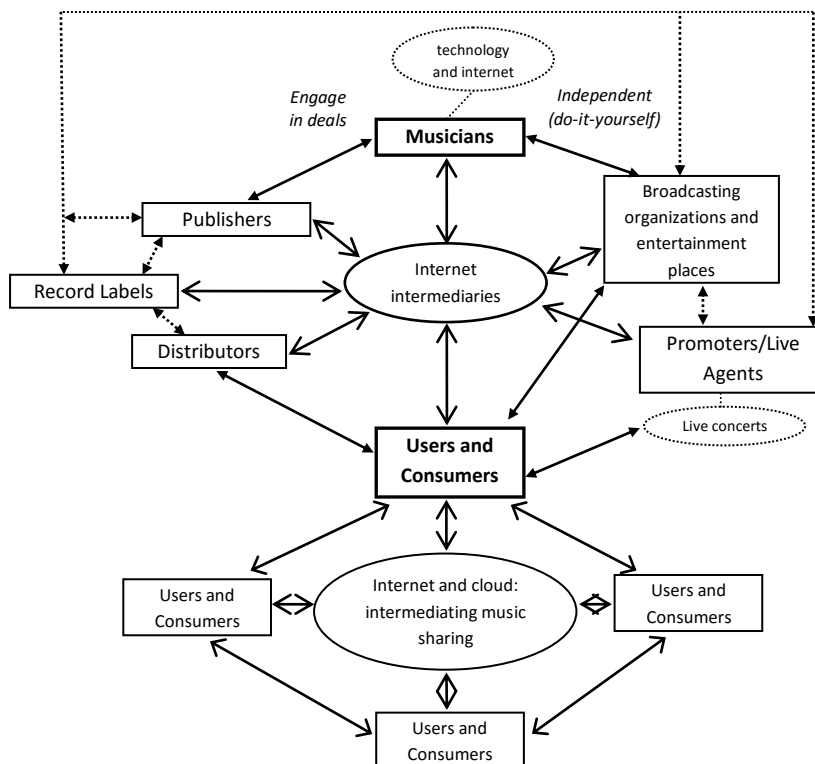 technology
and internet
Engage
in deals
Independent
(do-it-yourself)
Musicians
Publishers
Broadcasting
organizations and
entertainment
places
Internet
intermediaries
Record Labels
Distributors
Promoters/Live
Agents
Live concerts
Users and
Consumers
Internet and cloud:
intermediating music
sharing
Users and
Consumers
Users and
Consumers
Users and
Consumers